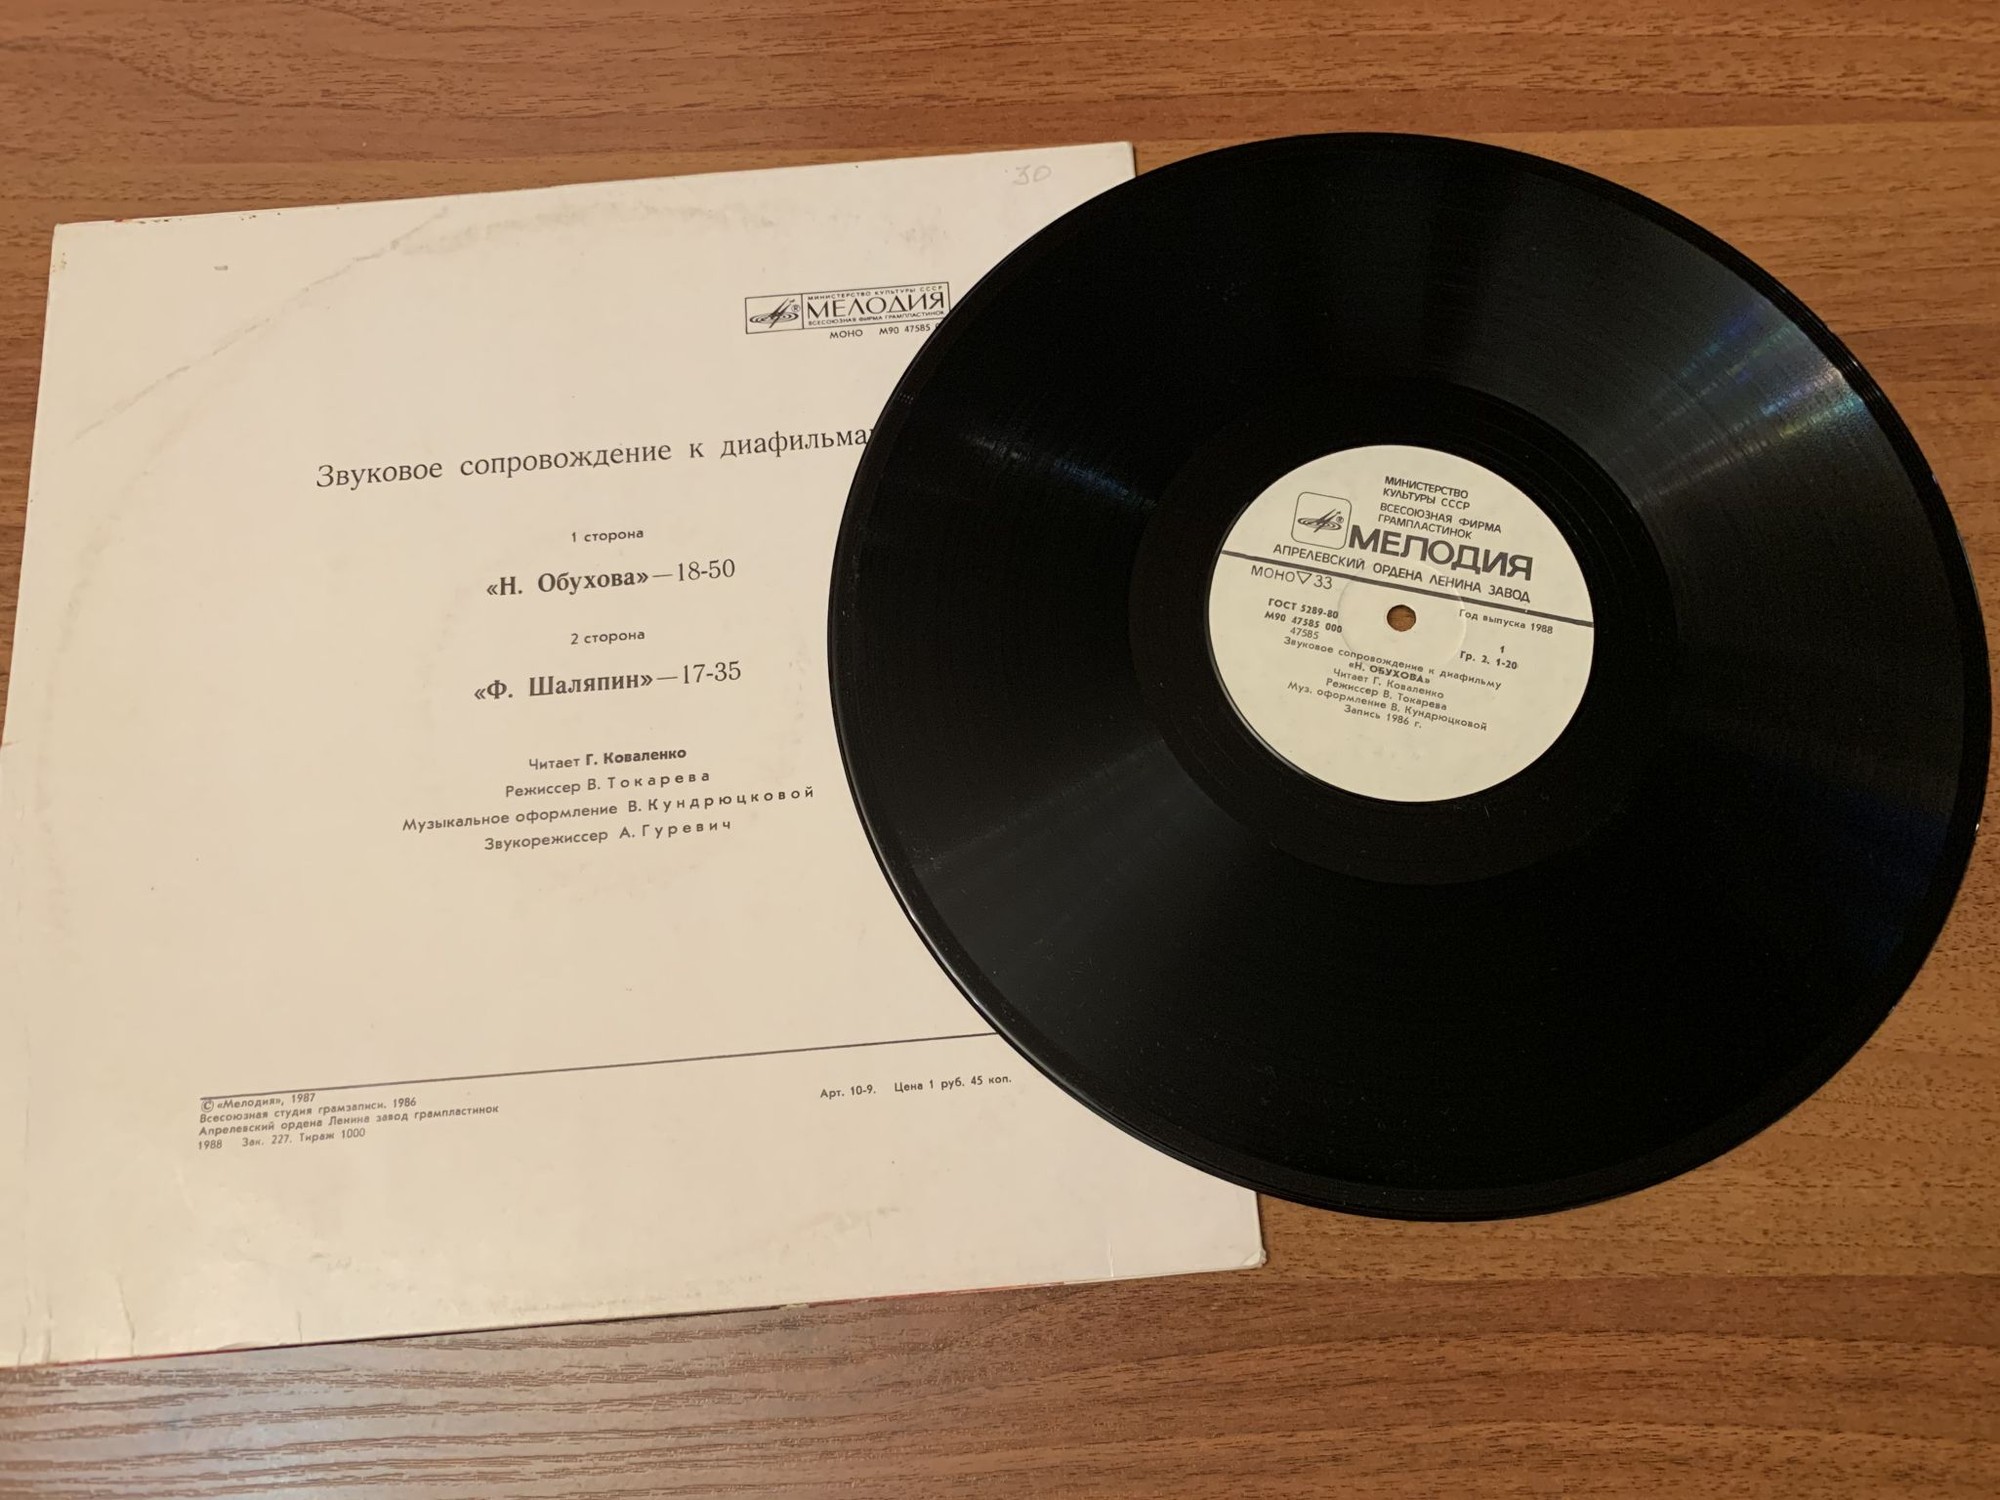 30
МИНИСТЕРСТВО КУЛЬТУРЫ СССР
МЕЛОДИЯ
ВСЕСОЮЗНАЯ ФИРМА ГРАМПЛАСТИНОК
МОНО М90 47585
Звуковое сопровождение к
1 сторона
«Н. Обухова»—18-50
2 сторона
«Ф. Шаляпин»—17-35
Читает Г. Коваленко
Режиссер В. Токарева
Музыкальное оформление В. Кундрюцковой
Звукорежиссер А. Гуревич
© «Мелодия», 1987
Всесоюзная студия грамзаписи. 1986
Апрелевский ордена Ленина завод грампластинок
1988 Зак. 227. Тираж 1000
Арт. 10-9. Цена 1 руб. 45 коп.
МИНИСТЕРСТВО
КУЛЬТУРЫ СССР
ВСЕСОЮЗНАЯ ФИРМА
ГРАМПЛАСТИНОК
МЕЛОДИЯ
АПРЕЛЕВСКИЙ ОРДЕНА ЛЕНИНА ЗАВОД
МОНО 33
ГОСТ 5289-80
Год выпуска 1988
М90 47585 000
1
47585
Гр. 2. 1-20
Звуковое сопровождение к диафильму
«Н. ОБУХОВА»
Читает Г. Коваленко
Режиссер В. Токарева
Муз. оформление В. Кундрюцковой
Запись 1986 г.